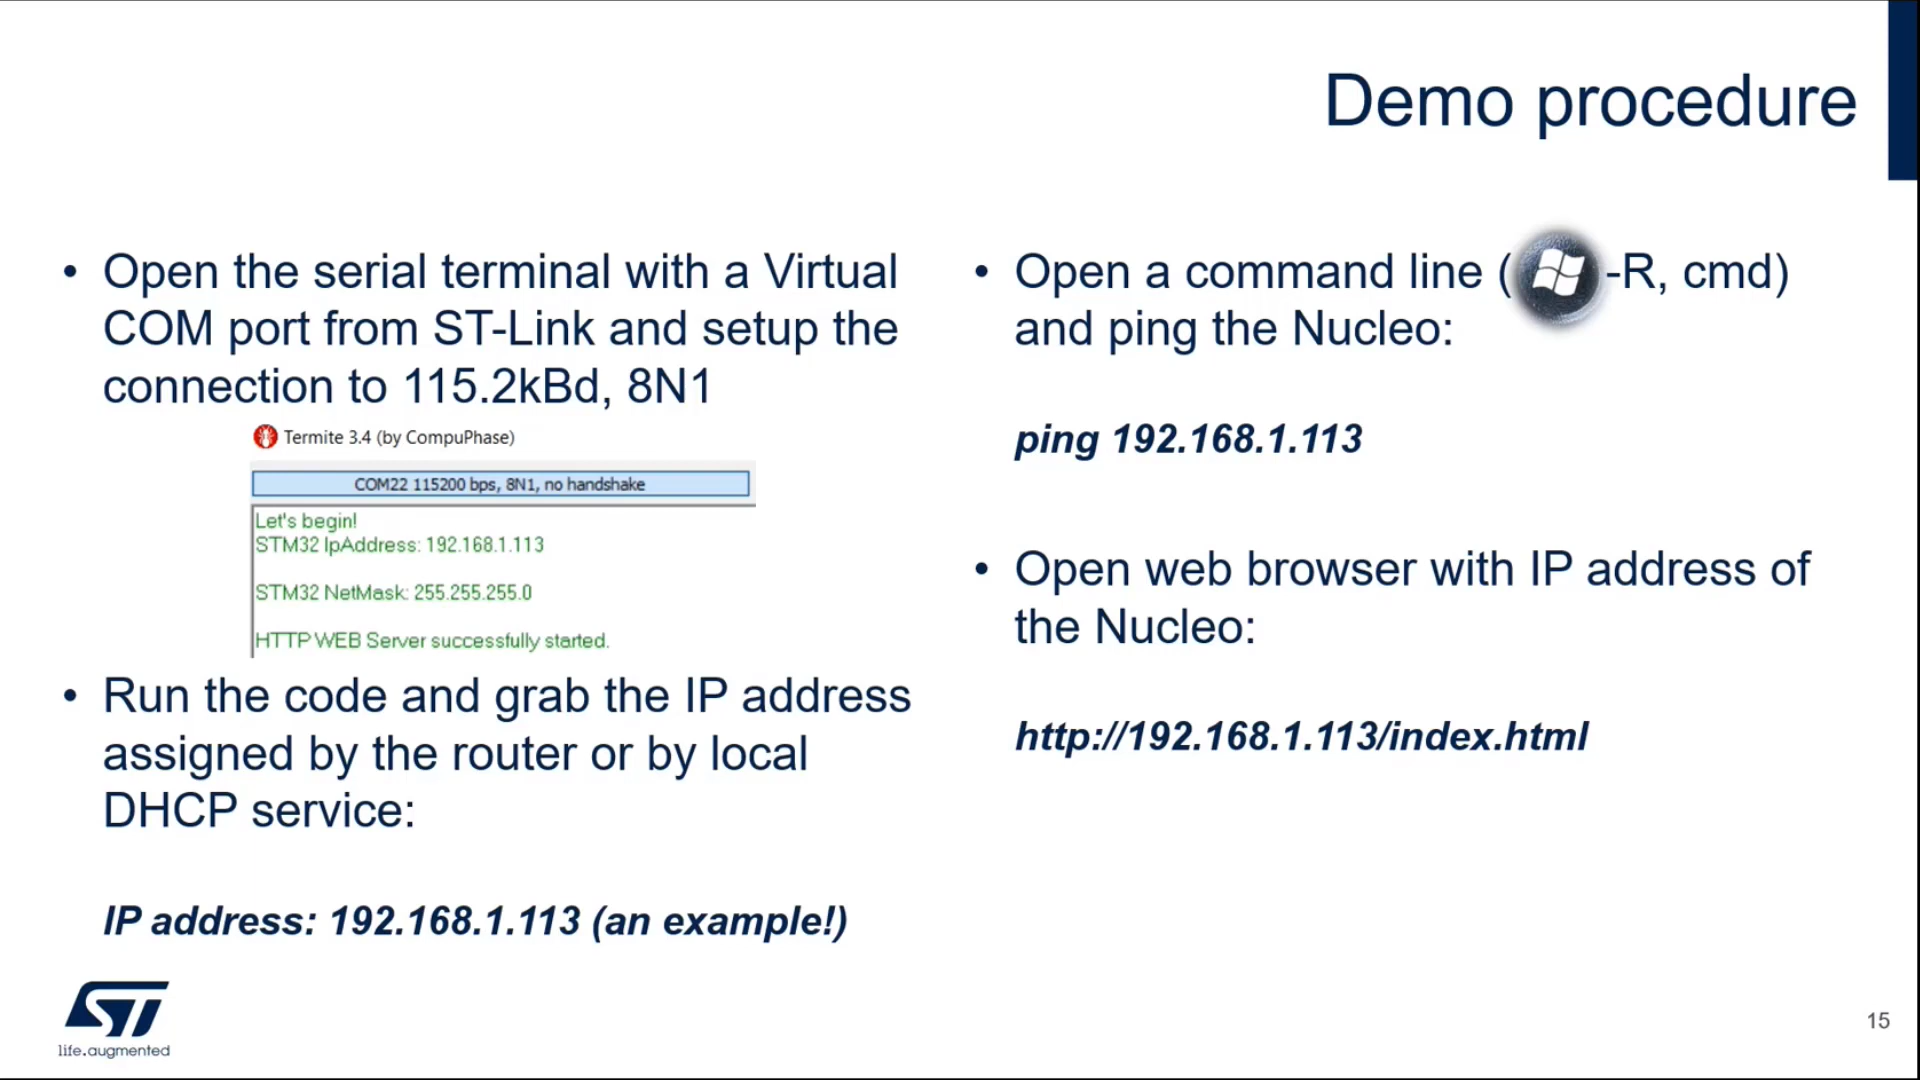 Demo procedure
• Open the serial terminal with a Virtual
COM port from ST-Link and setup the
connection to 115.2kBd, 8N1
Termite 3.4 (by CompuPhase)
COM22 115200 bps, 8N1, no handshake
Let's begin!
STM32 IpAddress: 192.168.1.113
STM32 NetMask: 255.255.255.0
HTTP WEB Server successfully started.
• Run the code and grab the IP address
assigned by the router or by local
DHCP service:
IP address: 192.168.1.113 (an example!)
• Open a command line ( -R, cmd)
and ping the Nucleo:
ping 192.168.1.113
• Open web browser with IP address of
the Nucleo:
http://192.168.1.113/index.html
ST
life.augmented
15